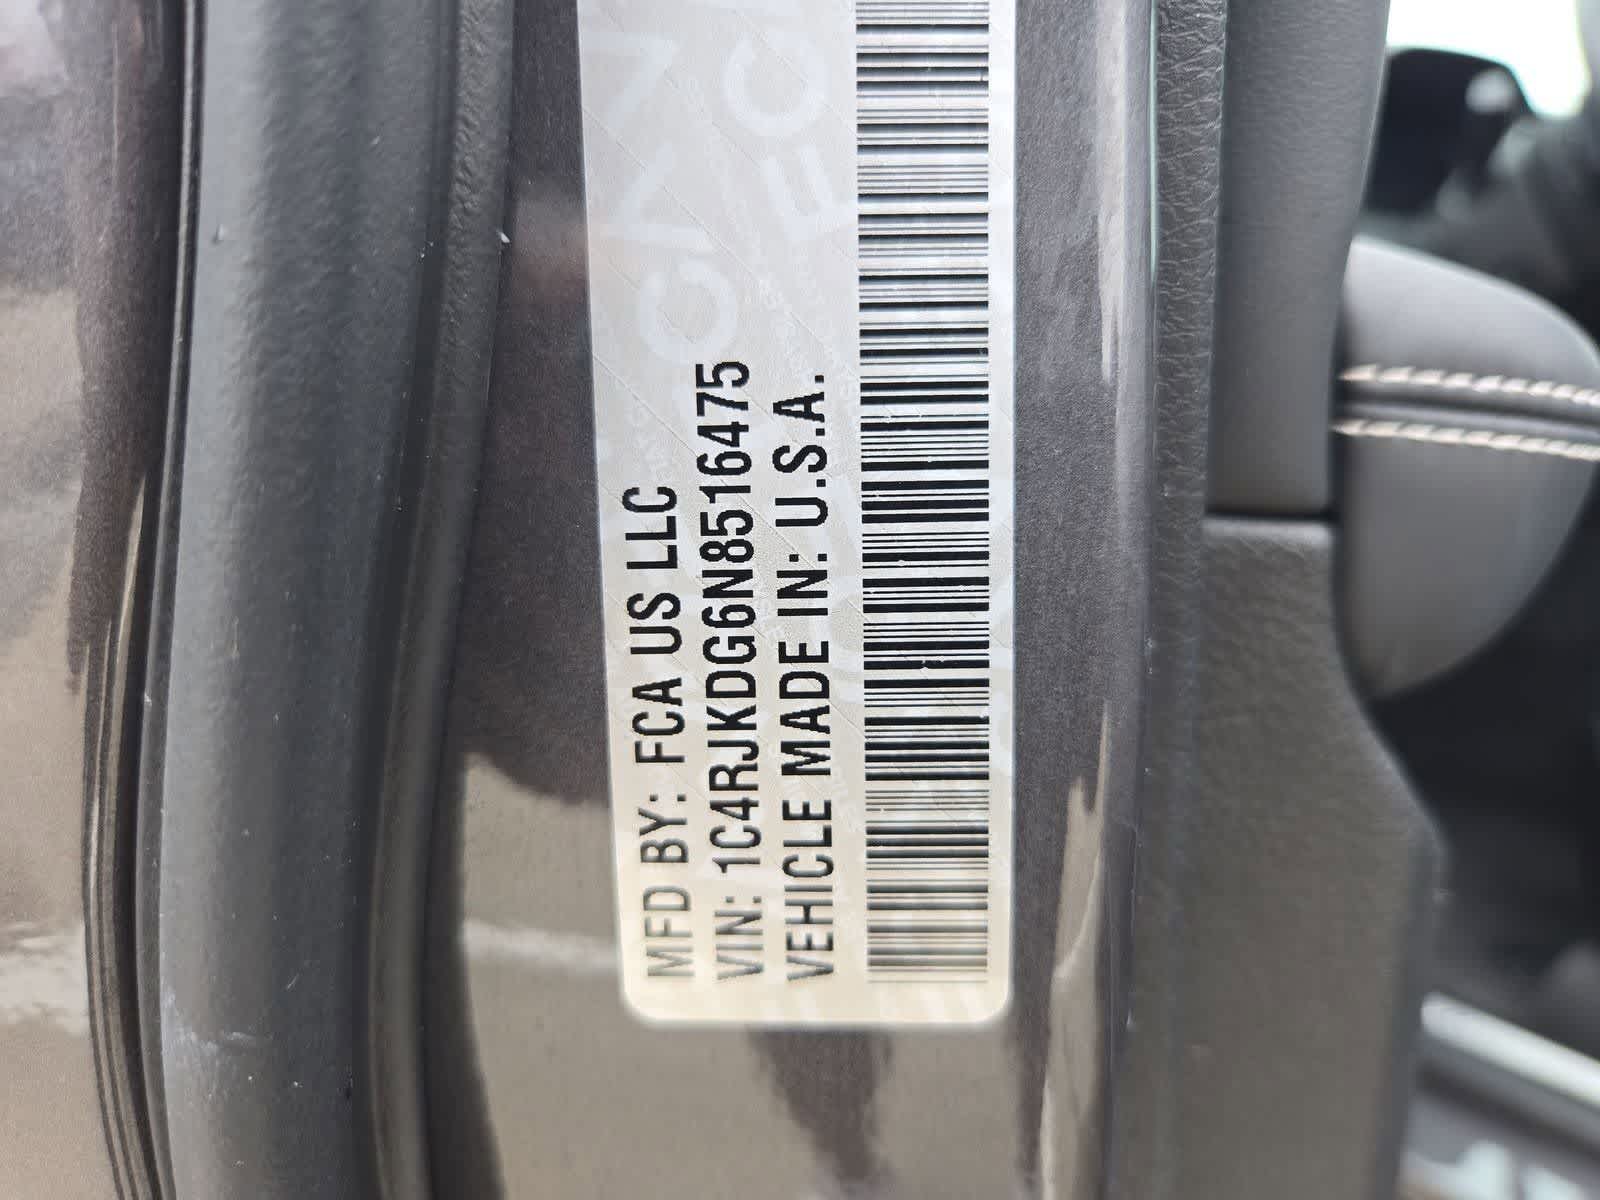 MFD BY: FCA US LLC
VIN: 1C4RJKDG6N8516475
VEHICLE MADE IN: U.S.A.